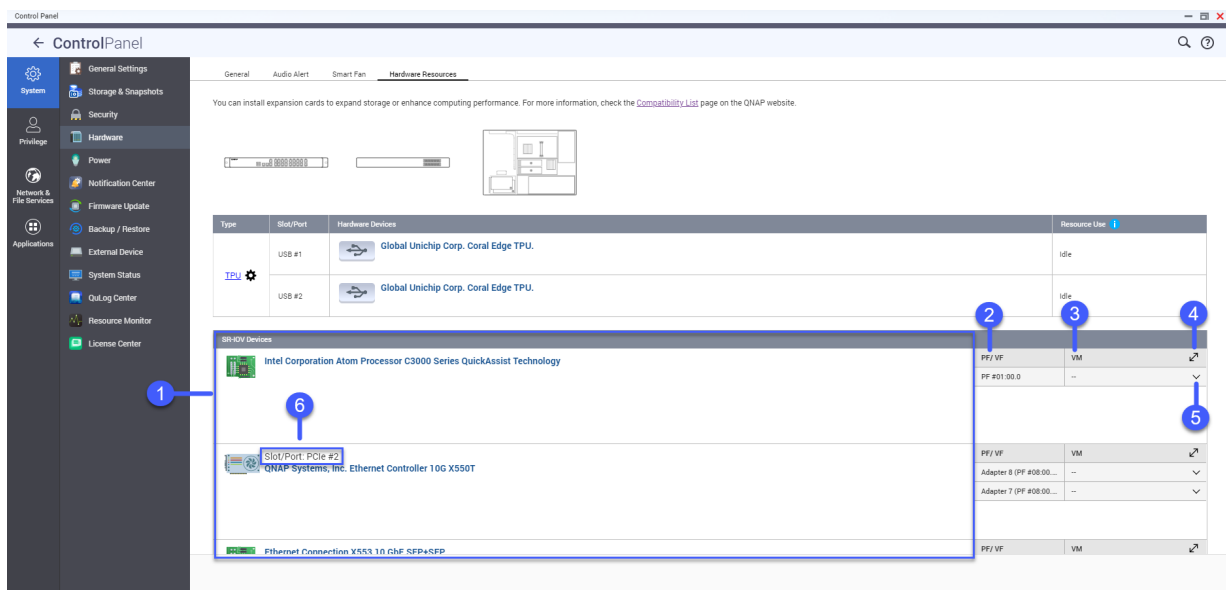 Control Panel
ControlPanel
System
Privilege
Network &
File Services
Applications
General Settings
Storage & Snapshots
Security
Hardware
Power
Notification Center
Firmware Update
Backup / Restore
External Device
System Status
QuLog Center
Resource Monitor
License Center
General Audio Alert Smart Fan Hardware Resources
You can install expansion cards to expand storage or enhance computing performance. For more information, check the Compatibility List page on the QNAP website.
Type Slot/Port Hardware Devices Resource Use i
TPU
USB #1 Global Unichip Corp. Coral Edge TPU. Idle
USB #2 Global Unichip Corp. Coral Edge TPU. Idle
2 3 4
SR-IOV Devices
Intel Corporation Atom Processor C3000 Series QuickAssist Technology
PF/ VF VM
PF #01:00.0 --
1
6
5
Slot/Port: PCIe #2
QNAP Systems, Inc. Ethernet Controller 10G X550T
PF/ VF VM
Adapter 8 (PF #08:00.... --
Adapter 7 (PF #08:00.... --
Ethernet Connection X553 10 GbE SFP+SFP
PF/ VF VM